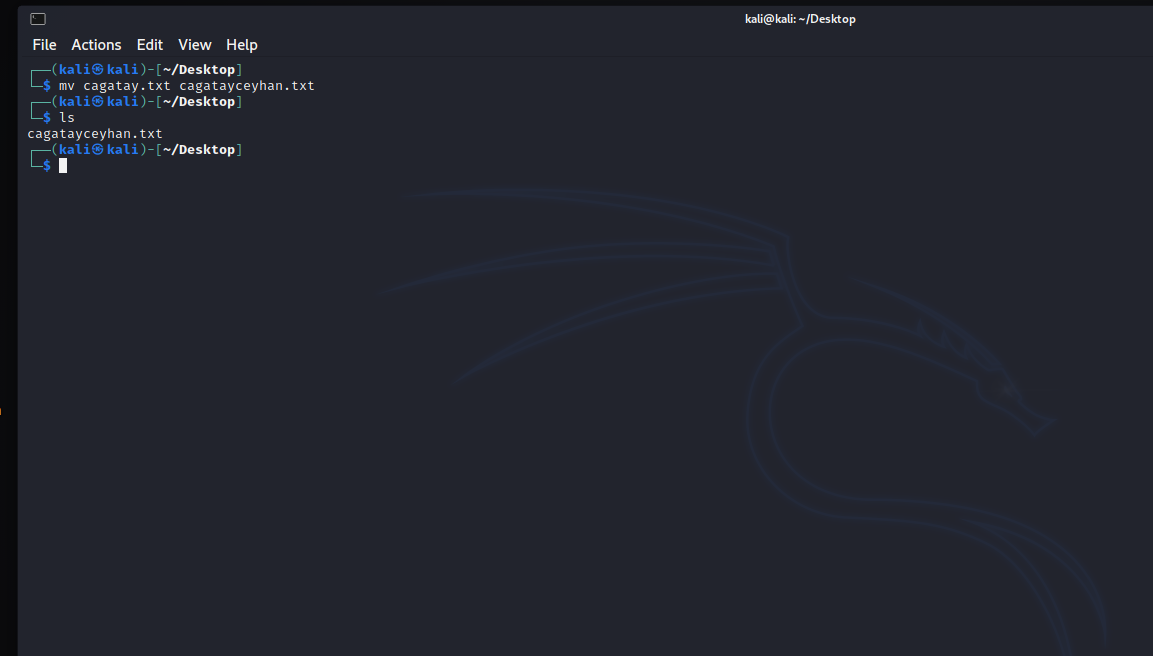 kali@kali: ~/Desktop
File Actions Edit View Help
┌──(kali㉿kali)-[~/Desktop]
└─$ mv cagatay.txt cagatayceyhan.txt
┌──(kali㉿kali)-[~/Desktop]
└─$ ls
cagatayceyhan.txt
┌──(kali㉿kali)-[~/Desktop]
└─$